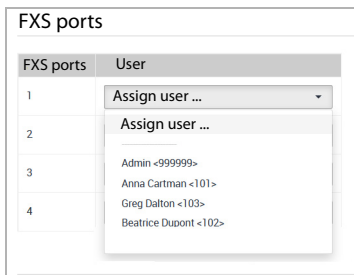 FXS ports
FXS ports User
1 Assign user ...
Assign user ...
2
Admin <999999>
3 Anna Cartman <101>
Greg Dalton <103>
4 Beatrice Dupont <102>